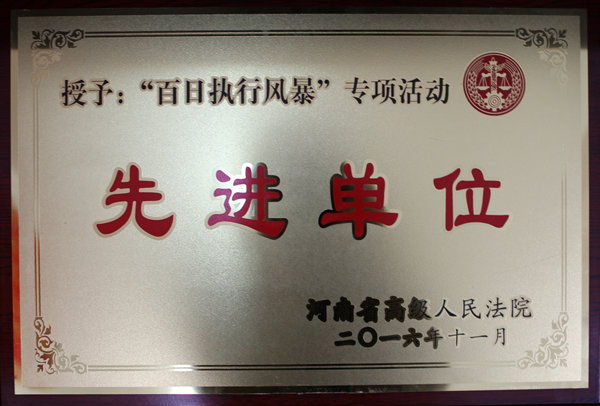 授予：“百日执行风暴”专项活动
先进单位
河南省高级人民法院
二〇一六年十一月